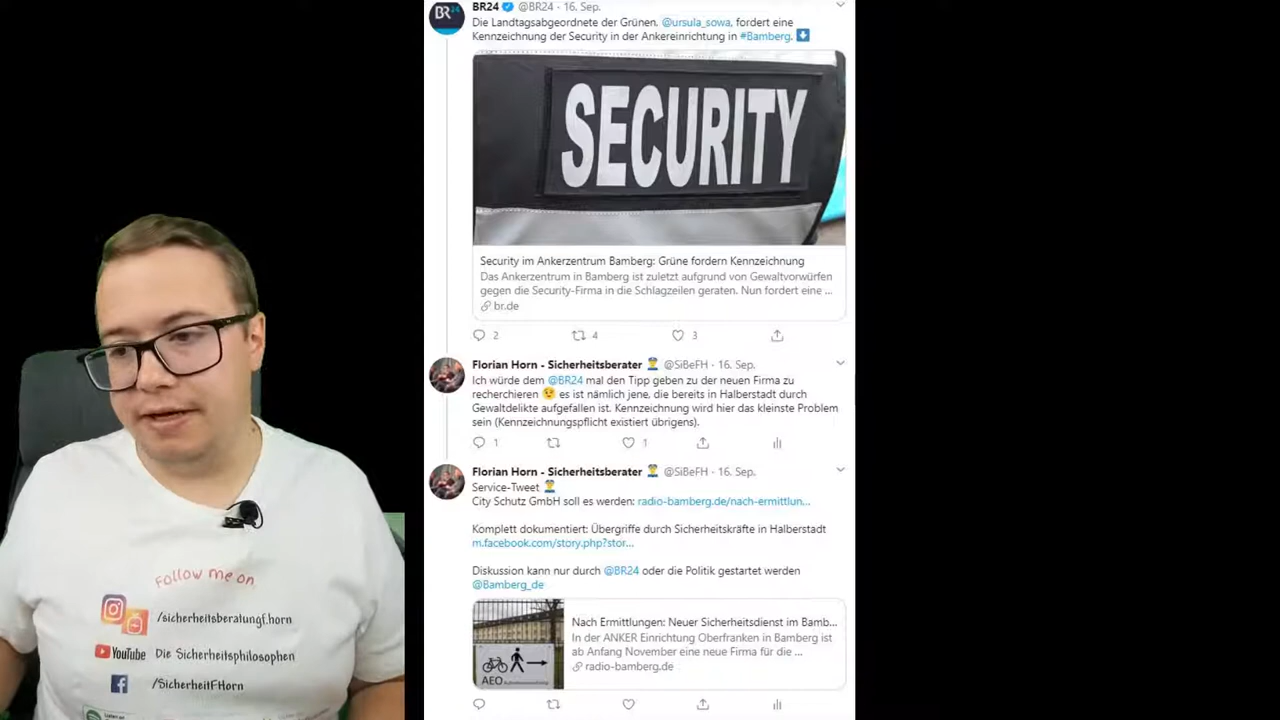 BR24
BR24 @BR24 · 16. Sep.
Die Landtagsabgeordnete der Grünen, @ursula_sowa, fordert eine
Kennzeichnung der Security in der Ankereinrichtung in #Bamberg.
SECURITY
Security im Ankerzentrum Bamberg: Grüne fordern Kennzeichnung
Das Ankerzentrum in Bamberg ist zuletzt aufgrund von Gewaltvorwürfen
gegen die Security-Firma in die Schlagzeilen geraten. Nun fordert eine ...
br.de
2 4 3
Florian Horn - Sicherheitsberater @SiBeFH · 16. Sep.
Ich würde dem @BR24 mal den Tipp geben zu der neuen Firma zu
recherchieren es ist nämlich jene, die bereits in Halberstadt durch
Gewaltdelikte aufgefallen ist. Kennzeichnung wird hier das kleinste Problem
sein (Kennzeichnungspflicht existiert übrigens).
1 1
Florian Horn - Sicherheitsberater @SiBeFH · 16. Sep.
Service-Tweet
City Schutz GmbH soll es werden: radio-bamberg.de/nach-ermittlun...
Komplett dokumentiert: Übergriffe durch Sicherheitskräfte in Halberstadt
m.facebook.com/story.php?stor...
Diskussion kann nur durch @BR24 oder die Politik gestartet werden
@Bamberg_de
Nach Ermittlungen: Neuer Sicherheitsdienst im Bamb...
In der ANKER Einrichtung Oberfranken in Bamberg ist
ab Anfang November eine neue Firma für die ...
radio-bamberg.de
AEO
Follow me on
/sicherheitsberatungf.horn
YouTube Die Sicherheitsphilosophen
/SicherheitFHorn